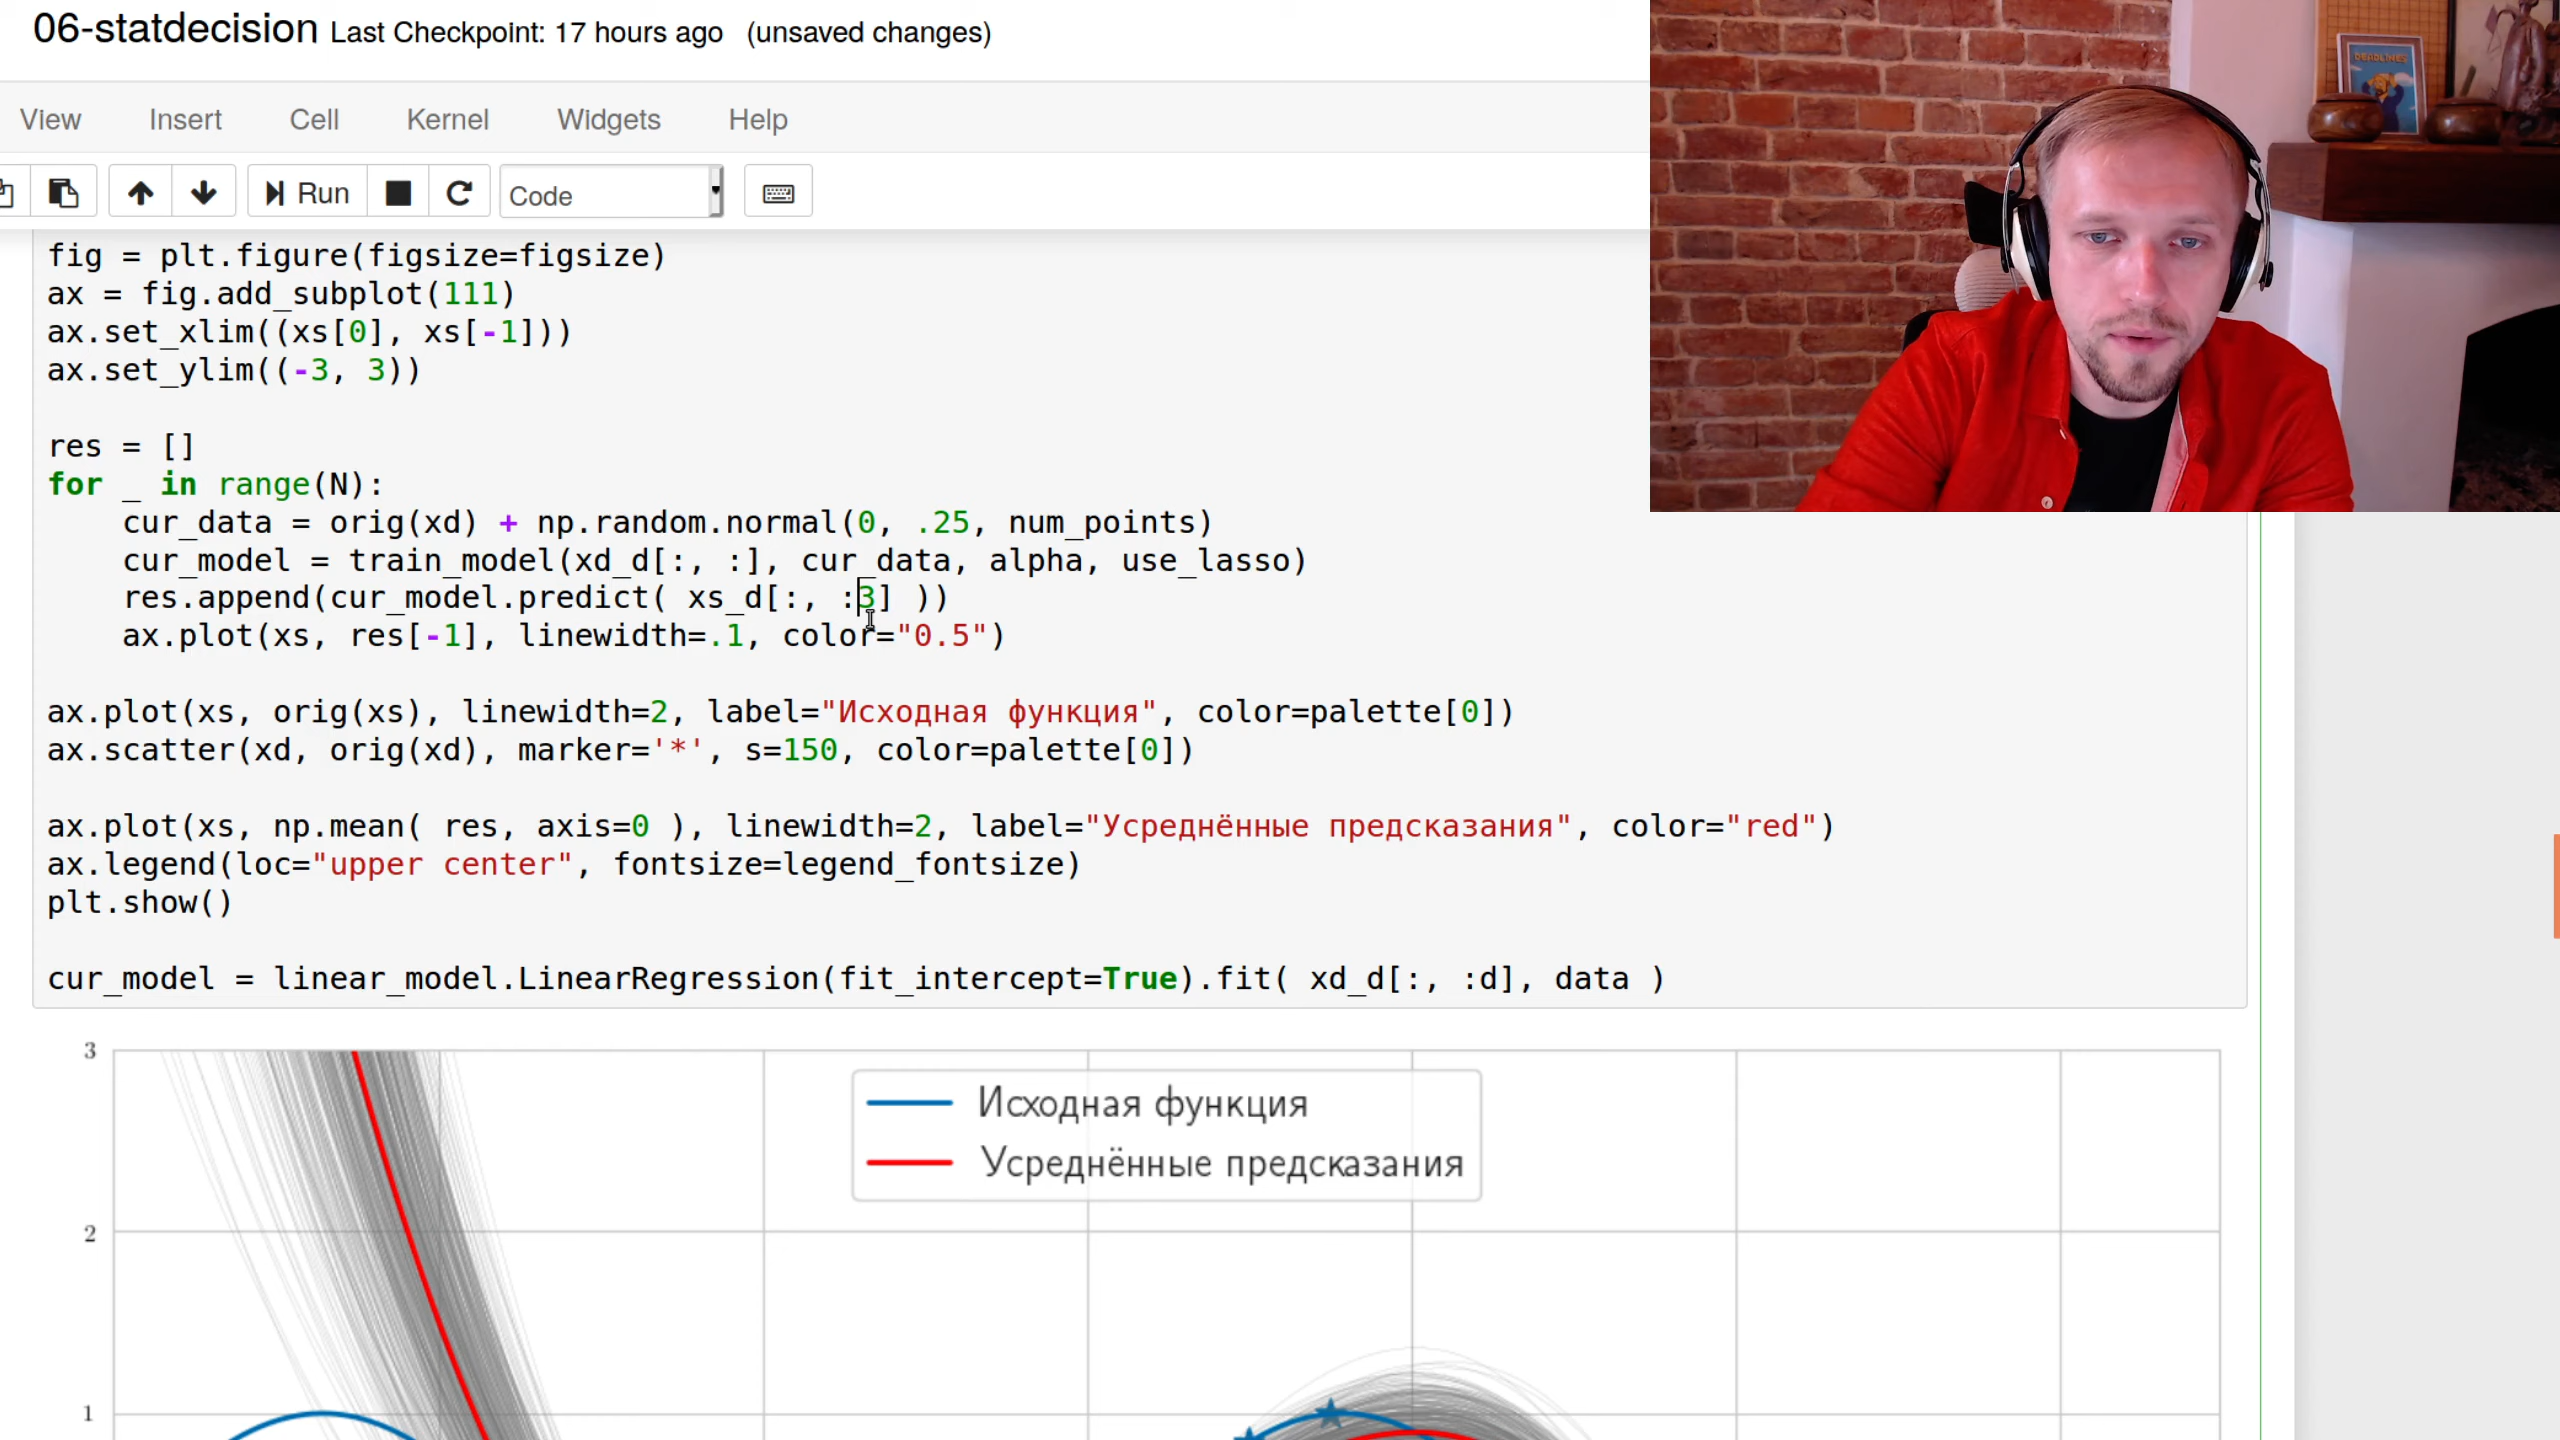 06-statdecision Last Checkpoint: 17 hours ago (unsaved changes)
View Insert Cell Kernel Widgets Help
Run Code
DEADLINES
fig = plt.figure(figsize=figsize)
ax = fig.add_subplot(111)
ax.set_xlim((xs[0], xs[-1]))
ax.set_ylim((-3, 3))
res = []
for _ in range(N):
    cur_data = orig(xd) + np.random.normal(0, .25, num_points)
    cur_model = train_model(xd_d[:, :], cur_data, alpha, use_lasso)
    res.append(cur_model.predict( xs_d[:, :3] ))
    ax.plot(xs, res[-1], linewidth=.1, color="0.5")
ax.plot(xs, orig(xs), linewidth=2, label="Исходная функция", color=palette[0])
ax.scatter(xd, orig(xd), marker='*', s=150, color=palette[0])
ax.plot(xs, np.mean( res, axis=0 ), linewidth=2, label="Усреднённые предсказания", color="red")
ax.legend(loc="upper center", fontsize=legend_fontsize)
plt.show()
cur_model = linear_model.LinearRegression(fit_intercept=True).fit( xd_d[:, :d], data )
3
Исходная функция
Усреднённые предсказания
2
1